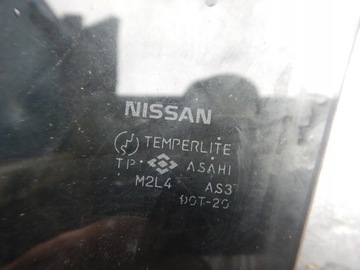 NISSAN
TEMPERLITE
TP ASAHI
M2L4 AS3
DOT-20